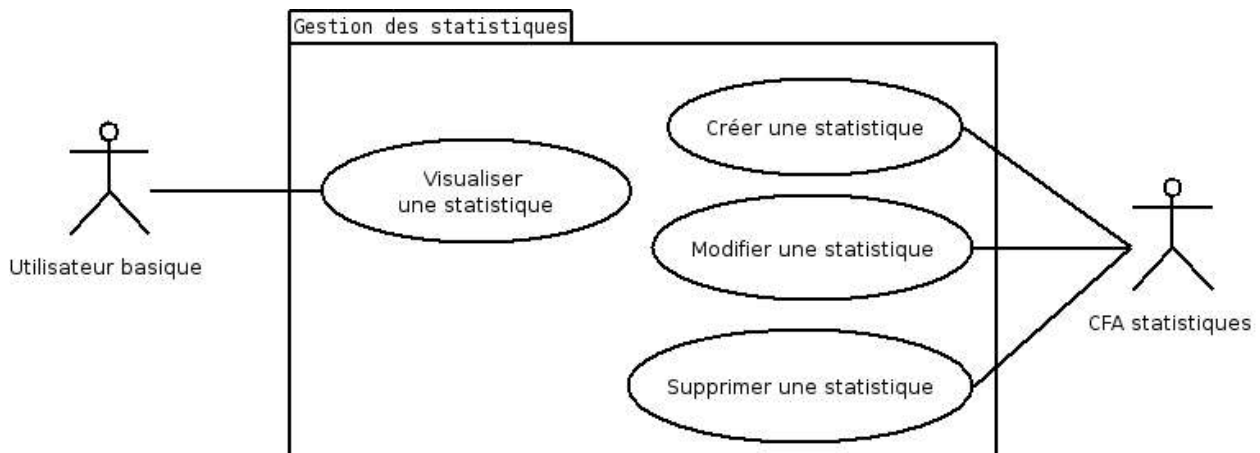 Gestion des statistiques
Créer une statistique
Visualiser
une statistique
Modifier une statistique
Utilisateur basique
CFA statistiques
Supprimer une statistique